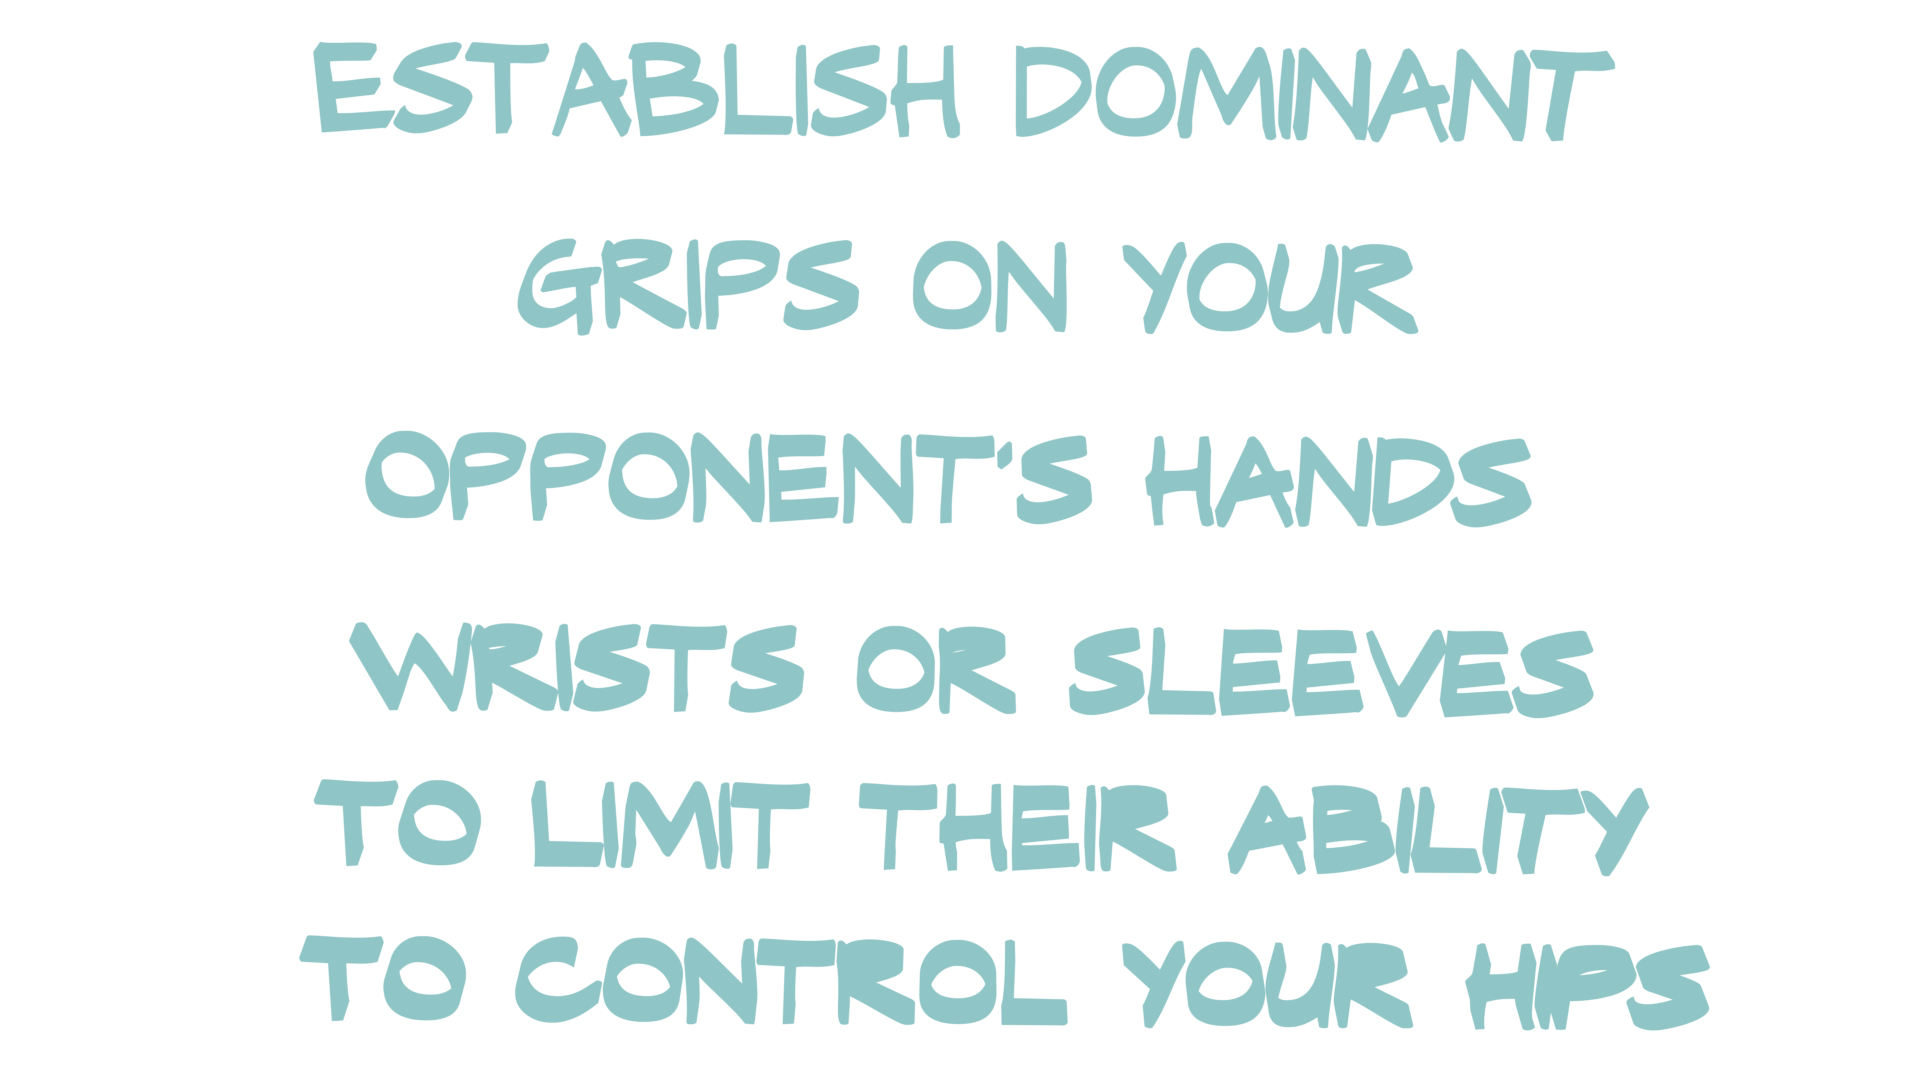 ESTABLISH DOMINANT
GRIPS ON YOUR
OPPONENT'S HANDS
WRISTS OR SLEEVES
TO LIMIT THEIR ABILITY
TO CONTROL YOUR HIPS